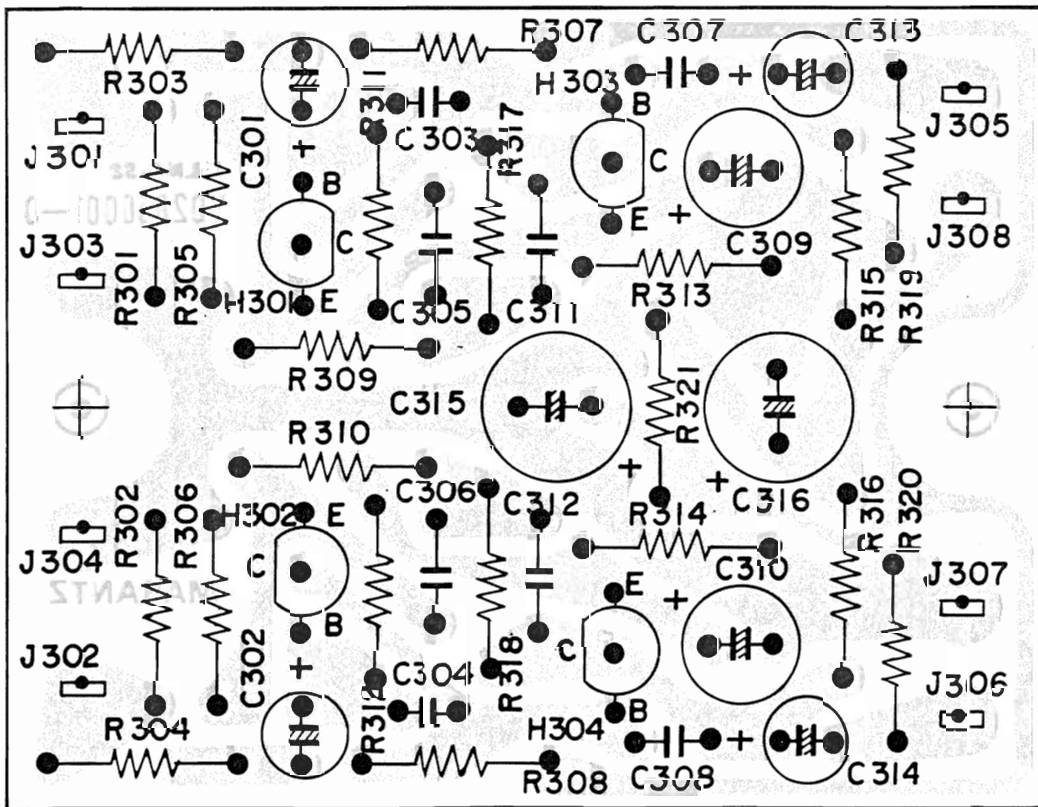 R303
R307
C307
C313
R311
H303
B
J305
J301
C301
C303
R317
C
+
+
B
J308
J303
C
E
+
C309
R301
R305
H301
E
C305
C311
R313
R315
R319
R309
C315
R321
R310
+
+
R302
R306
H302
E
C306
C312
R314
C316
R316
R320
J304
C
C310
J307
MARANTZ
B
E
+
J302
C302
+
C304
R318
C
J306
R304
R312
H304
B
+
R308
C308
C314